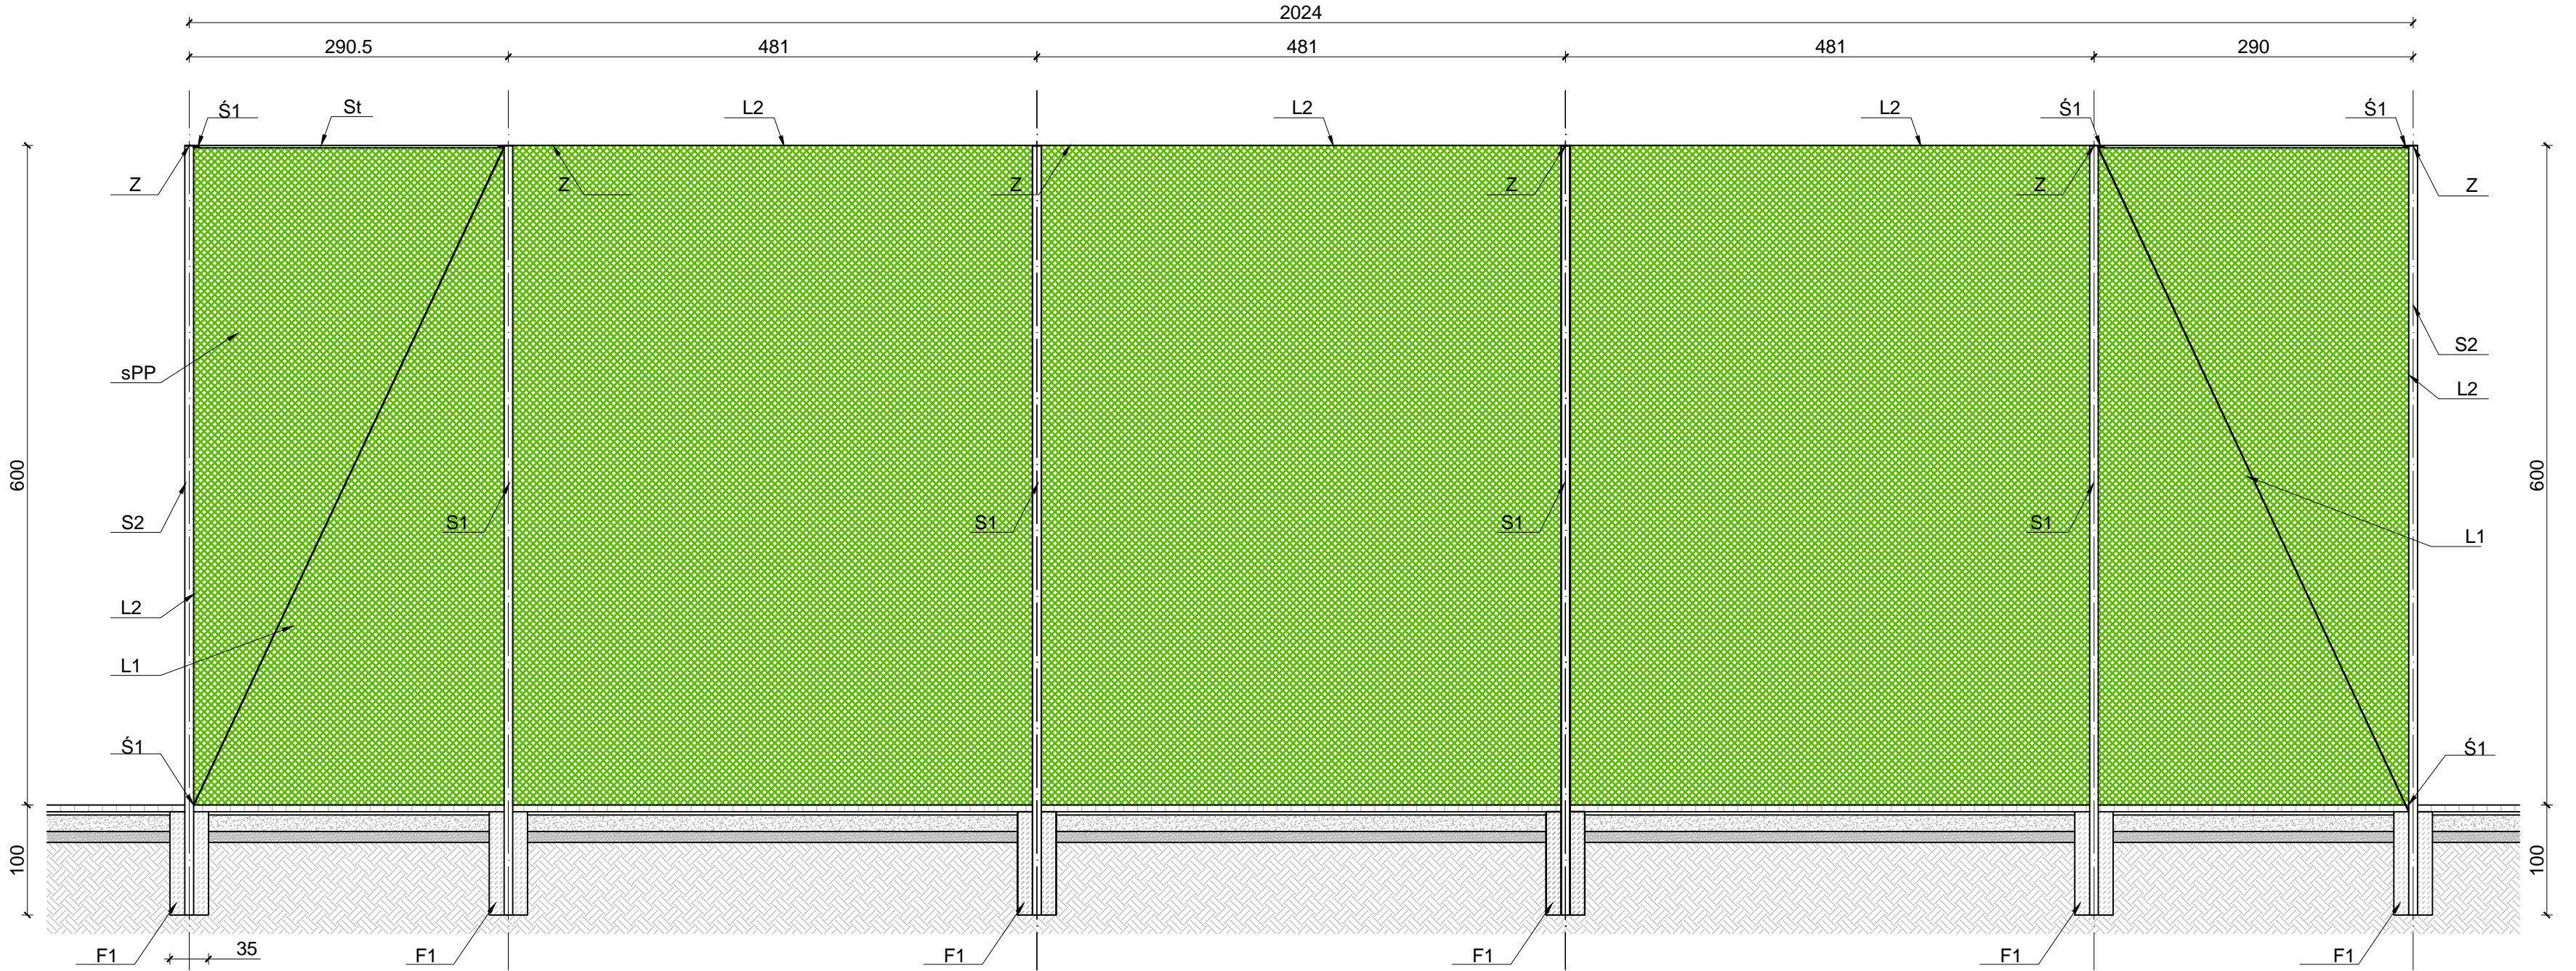 2024
290.5 481 481 481 290
Ś1 St L2 L2 L2 Ś1 Ś1
Z Z Z Z Z Z
S2
sPP
L2
600 600
S2 S1 S1 S1 S1
L1
L2
L1
Ś1 Ś1
100 100
F1 35 F1 F1 F1 F1 F1